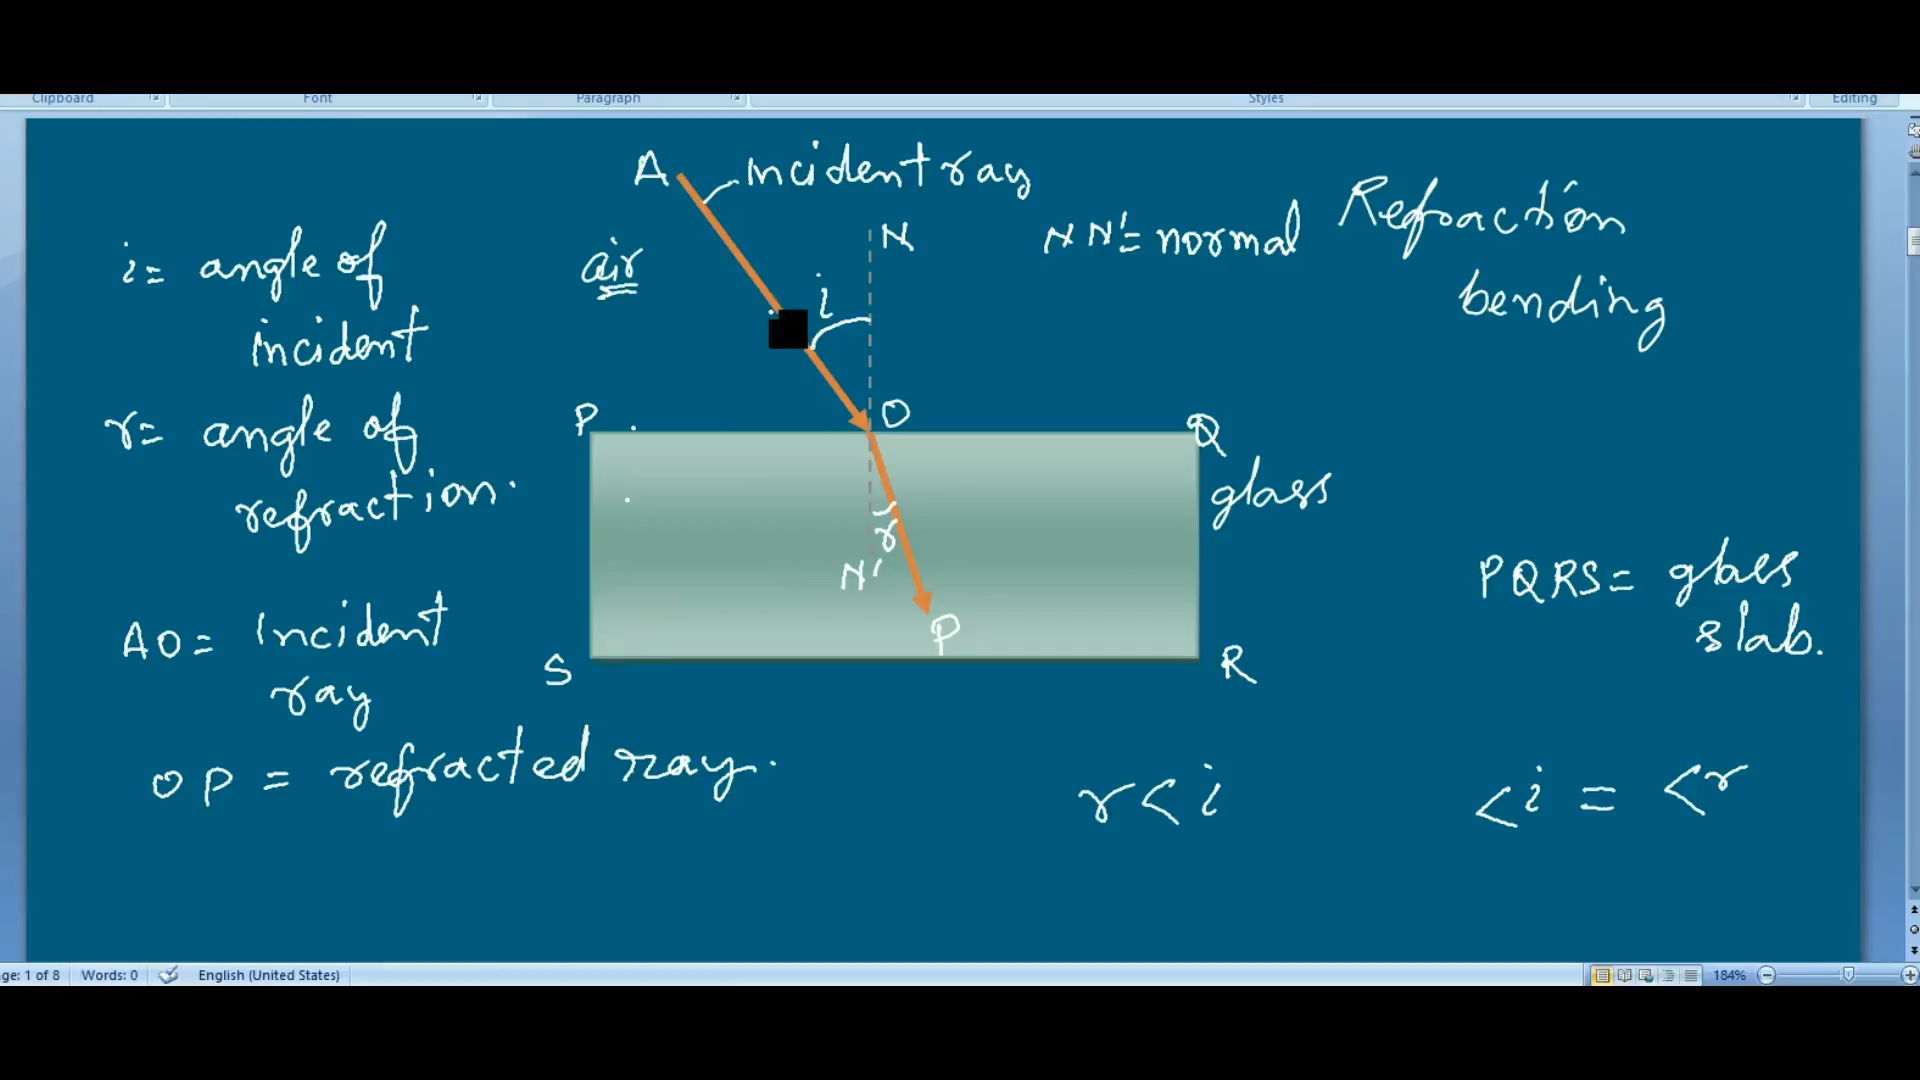 Clipboard Font Paragraph Styles Editing
A incident ray
N
NN'= normal
Refraction
bending
i= angle of
incident
air
i
r= angle of
refraction.
P
O
Q
glass
r
N'
P
S
R
PQRS= glass
slab.
AO= Incident
ray
OP = refracted ray.
r<i
<i = <r
ge: 1 of 8 Words: 0 English (United States) 184%